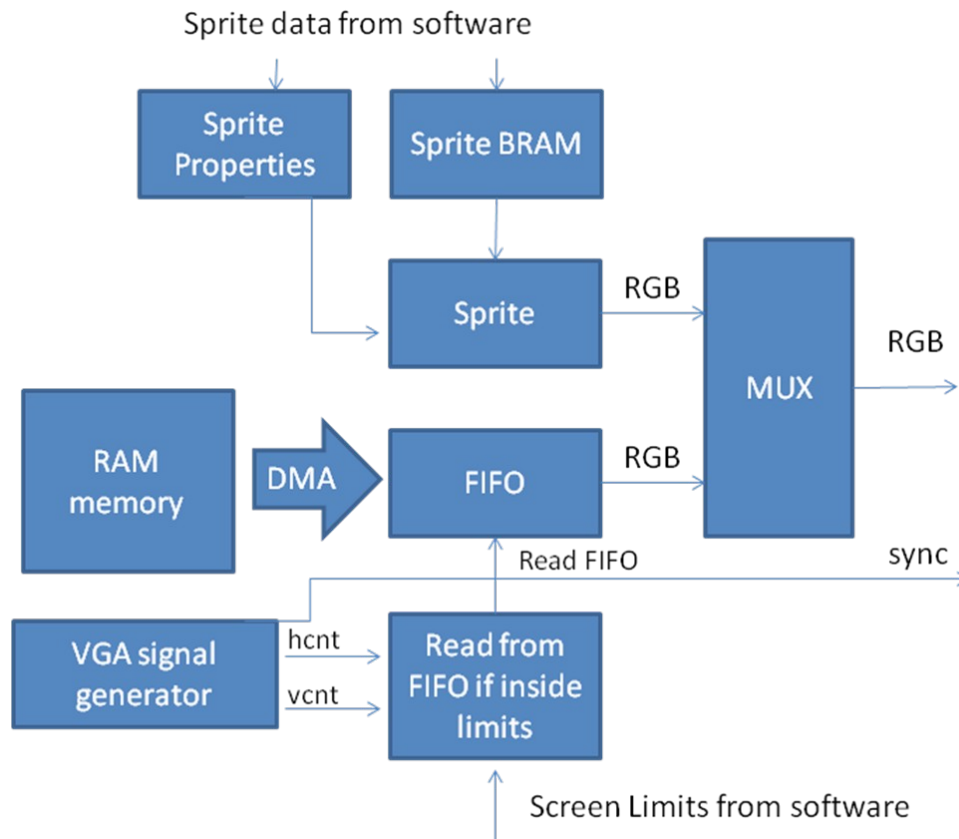 Sprite data from software
Sprite
Properties
Sprite BRAM
Sprite
RGB
MUX
RGB
RAM
memory
DMA
FIFO
RGB
Read FIFO
sync
VGA signal
generator
hcnt
vcnt
Read from
FIFO if inside
limits
Screen Limits from software